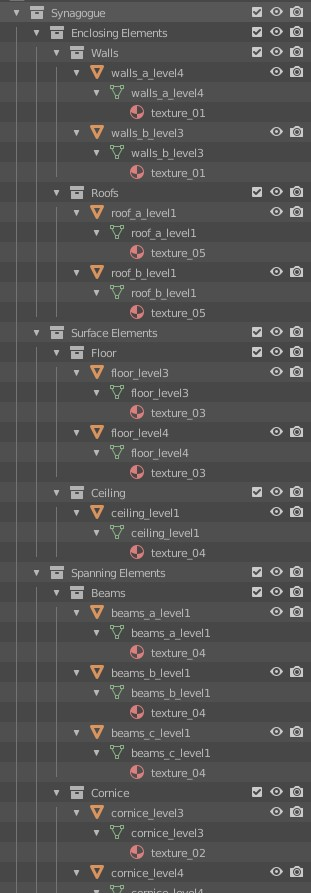 Synagogue
Enclosing Elements
Walls
walls_a_level4
walls_a_level4
texture_01
walls_b_level3
walls_b_level3
texture_01
Roofs
roof_a_level1
roof_a_level1
texture_05
roof_b_level1
roof_b_level1
texture_05
Surface Elements
Floor
floor_level3
floor_level3
texture_03
floor_level4
floor_level4
texture_03
Ceiling
ceiling_level1
ceiling_level1
texture_04
Spanning Elements
Beams
beams_a_level1
beams_a_level1
texture_04
beams_b_level1
beams_b_level1
texture_04
beams_c_level1
beams_c_level1
texture_04
Cornice
cornice_level3
cornice_level3
texture_02
cornice_level4
cornice_level4